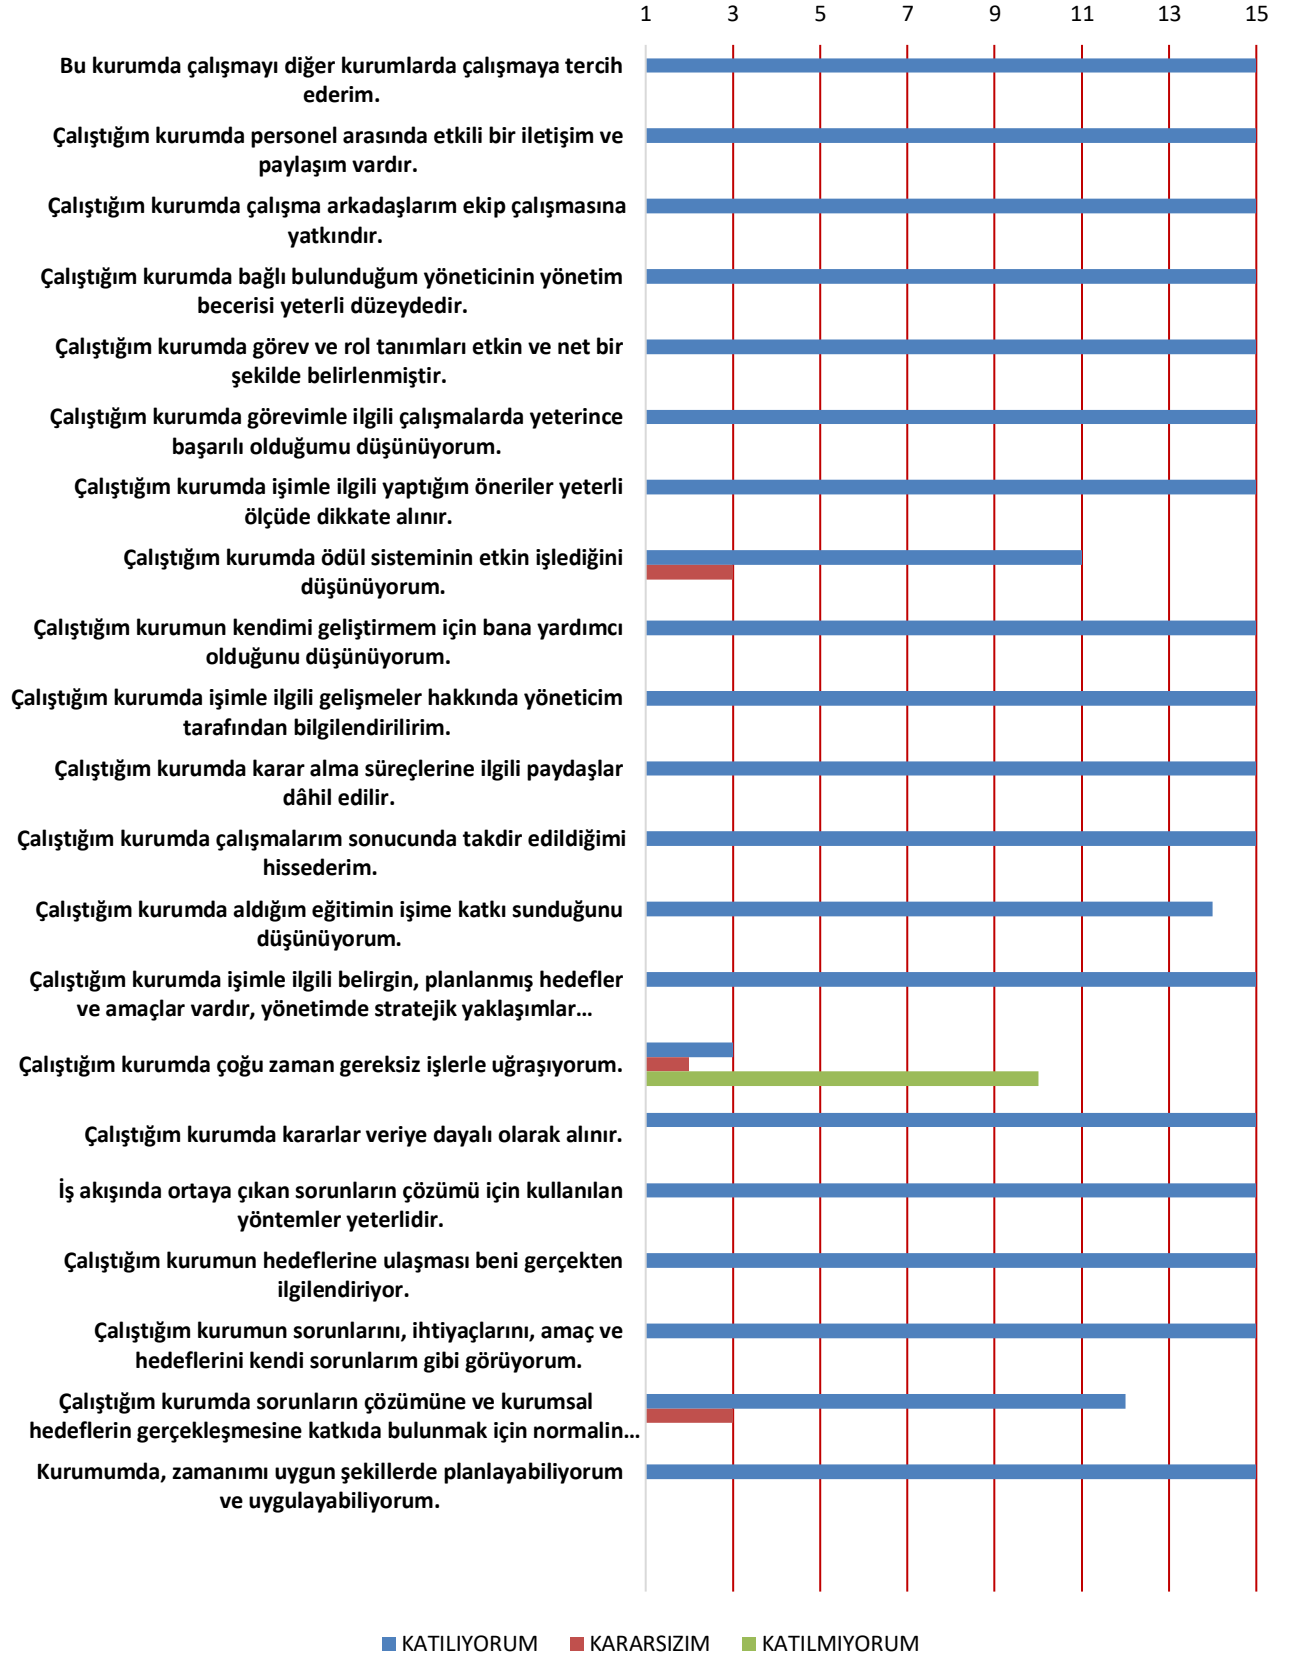 1 3 5 7 9 11 13 15
Bu kurumda çalışmayı diğer kurumlarda çalışmaya tercih
ederim.
Çalıştığım kurumda personel arasında etkili bir iletişim ve
paylaşım vardır.
Çalıştığım kurumda çalışma arkadaşlarım ekip çalışmasına
yatkındır.
Çalıştığım kurumda bağlı bulunduğum yöneticinin yönetim
becerisi yeterli düzeydedir.
Çalıştığım kurumda görev ve rol tanımları etkin ve net bir
şekilde belirlenmiştir.
Çalıştığım kurumda görevimle ilgili çalışmalarda yeterince
başarılı olduğumu düşünüyorum.
Çalıştığım kurumda işimle ilgili yaptığım öneriler yeterli
ölçüde dikkate alınır.
Çalıştığım kurumda ödül sisteminin etkin işlediğini
düşünüyorum.
Çalıştığım kurumun kendimi geliştirmem için bana yardımcı
olduğunu düşünüyorum.
Çalıştığım kurumda işimle ilgili gelişmeler hakkında yöneticim
tarafından bilgilendirilirim.
Çalıştığım kurumda karar alma süreçlerine ilgili paydaşlar
dâhil edilir.
Çalıştığım kurumda çalışmalarım sonucunda takdir edildiğimi
hissederim.
Çalıştığım kurumda aldığım eğitimin işime katkı sunduğunu
düşünüyorum.
Çalıştığım kurumda işimle ilgili belirgin, planlanmış hedefler
ve amaçlar vardır, yönetimde stratejik yaklaşımlar...
Çalıştığım kurumda çoğu zaman gereksiz işlerle uğraşıyorum.
Çalıştığım kurumda kararlar veriye dayalı olarak alınır.
İş akışında ortaya çıkan sorunların çözümü için kullanılan
yöntemler yeterlidir.
Çalıştığım kurumun hedeflerine ulaşması beni gerçekten
ilgilendiriyor.
Çalıştığım kurumun sorunlarını, ihtiyaçlarını, amaç ve
hedeflerini kendi sorunlarım gibi görüyorum.
Çalıştığım kurumda sorunların çözümüne ve kurumsal
hedeflerin gerçekleşmesine katkıda bulunmak için normalin...
Kurumumda, zamanımı uygun şekillerde planlayabiliyorum
ve uygulayabiliyorum.
KATILIYORUM KARARSIZIM KATILMIYORUM